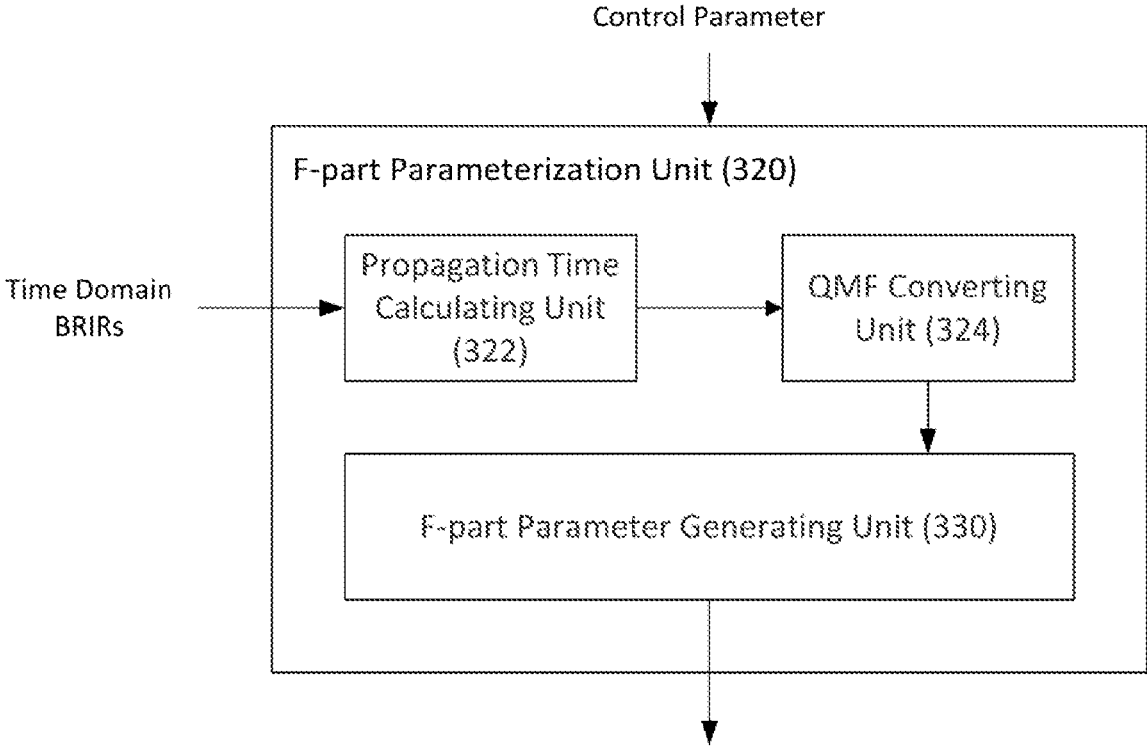 Control Parameter
F-part Parameterization Unit (320)
Time Domain
BRIRs
Propagation Time
Calculating Unit
(322)
QMF Converting
Unit (324)
F-part Parameter Generating Unit (330)